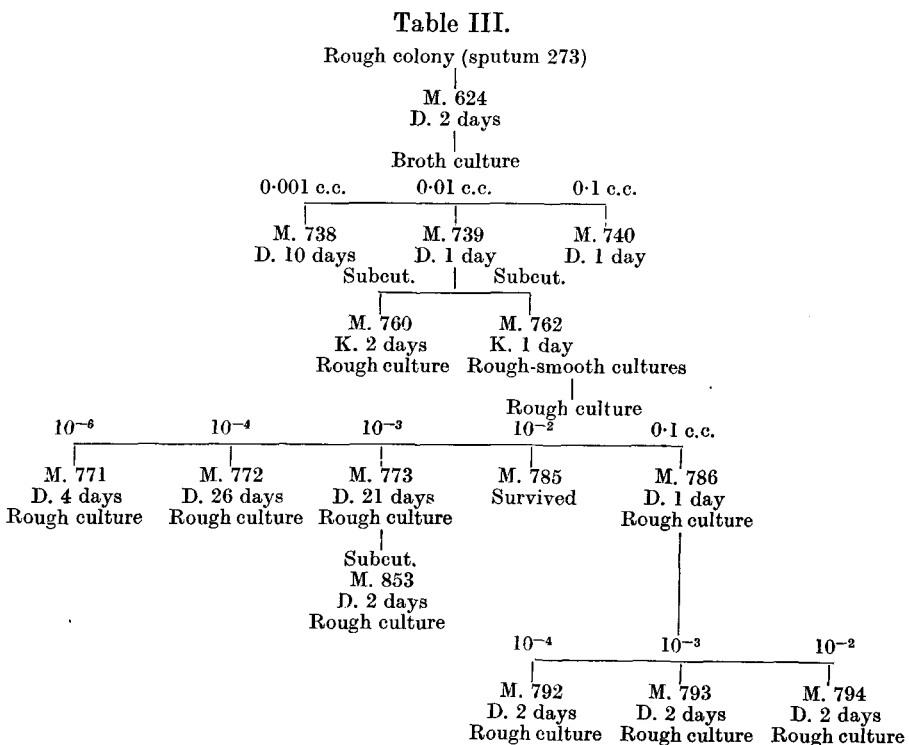 Table III.
Rough colony (sputum 273)
M. 624
D. 2 days
Broth culture
0·001 c.c. 0·01 c.c. 0·1 c.c.
M. 738 M. 739 M. 740
D. 10 days D. 1 day D. 1 day
Subcut. Subcut.
M. 760 M. 762
K. 2 days K. 1 day
Rough culture Rough-smooth cultures
Rough culture
10⁻⁶ 10⁻⁴ 10⁻³ 10⁻² 0·1 c.c.
M. 771 M. 772 M. 773 M. 785 M. 786
D. 4 days D. 26 days D. 21 days Survived D. 1 day
Rough culture Rough culture Rough culture Rough culture
Subcut.
M. 853
D. 2 days
Rough culture
10⁻⁴ 10⁻³ 10⁻²
M. 792 M. 793 M. 794
D. 2 days D. 2 days D. 2 days
Rough culture Rough culture Rough culture